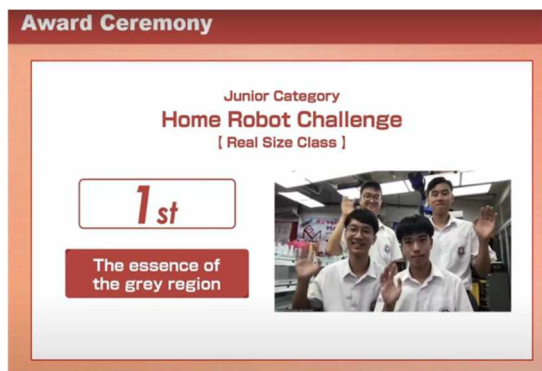 Award Ceremony
Junior Category
Home Robot Challenge
[ Real Size Class ]
1st
The essence of
the grey region